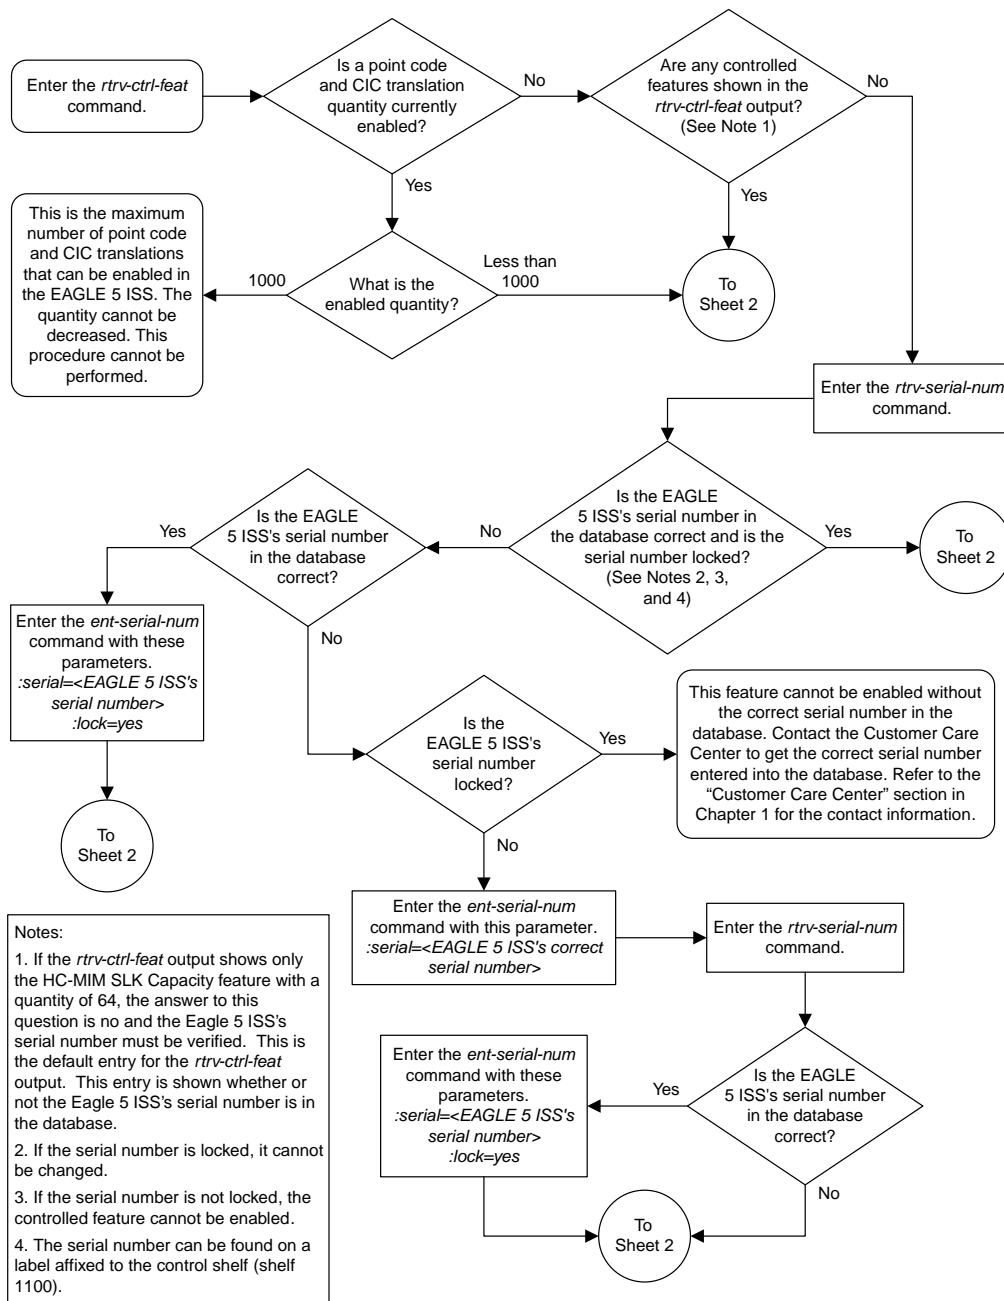 Enter the rtrv-ctrl-feat
command.
Is a point code
and CIC translation
quantity currently
enabled?
No
Are any controlled
features shown in the
rtrv-ctrl-feat output?
(See Note 1)
No
Yes
Yes
This is the maximum
number of point code
and CIC translations
that can be enabled in
the EAGLE 5 ISS. The
quantity cannot be
decreased. This
procedure cannot be
performed.
1000
What is the
enabled quantity?
Less than
1000
To
Sheet 2
Enter the rtrv-serial-num
command.
Is the EAGLE
5 ISS's serial number in
the database correct and is the
serial number locked?
(See Notes 2, 3,
and 4)
Yes
To
Sheet 2
No
Is the EAGLE
5 ISS's serial number
in the database
correct?
Yes
No
Enter the ent-serial-num
command with these
parameters.
:serial=<EAGLE 5 ISS's
serial number>
:lock=yes
To
Sheet 2
Is the
EAGLE 5 ISS's
serial number
locked?
Yes
No
This feature cannot be enabled without
the correct serial number in the
database. Contact the Customer Care
Center to get the correct serial number
entered into the database. Refer to the
“Customer Care Center” section in
Chapter 1 for the contact information.
Enter the ent-serial-num
command with this parameter.
:serial=<EAGLE 5 ISS's correct
serial number>
Enter the rtrv-serial-num
command.
Is the EAGLE
5 ISS's serial number
in the database
correct?
Yes
No
Enter the ent-serial-num
command with these
parameters.
:serial=<EAGLE 5 ISS's
serial number>
:lock=yes
To
Sheet 2
Notes:
1. If the rtrv-ctrl-feat output shows only
the HC-MIM SLK Capacity feature with a
quantity of 64, the answer to this
question is no and the Eagle 5 ISS's
serial number must be verified. This is
the default entry for the rtrv-ctrl-feat
output. This entry is shown whether or
not the Eagle 5 ISS's serial number is in
the database.
2. If the serial number is locked, it cannot
be changed.
3. If the serial number is not locked, the
controlled feature cannot be enabled.
4. The serial number can be found on a
label affixed to the control shelf (shelf
1100).